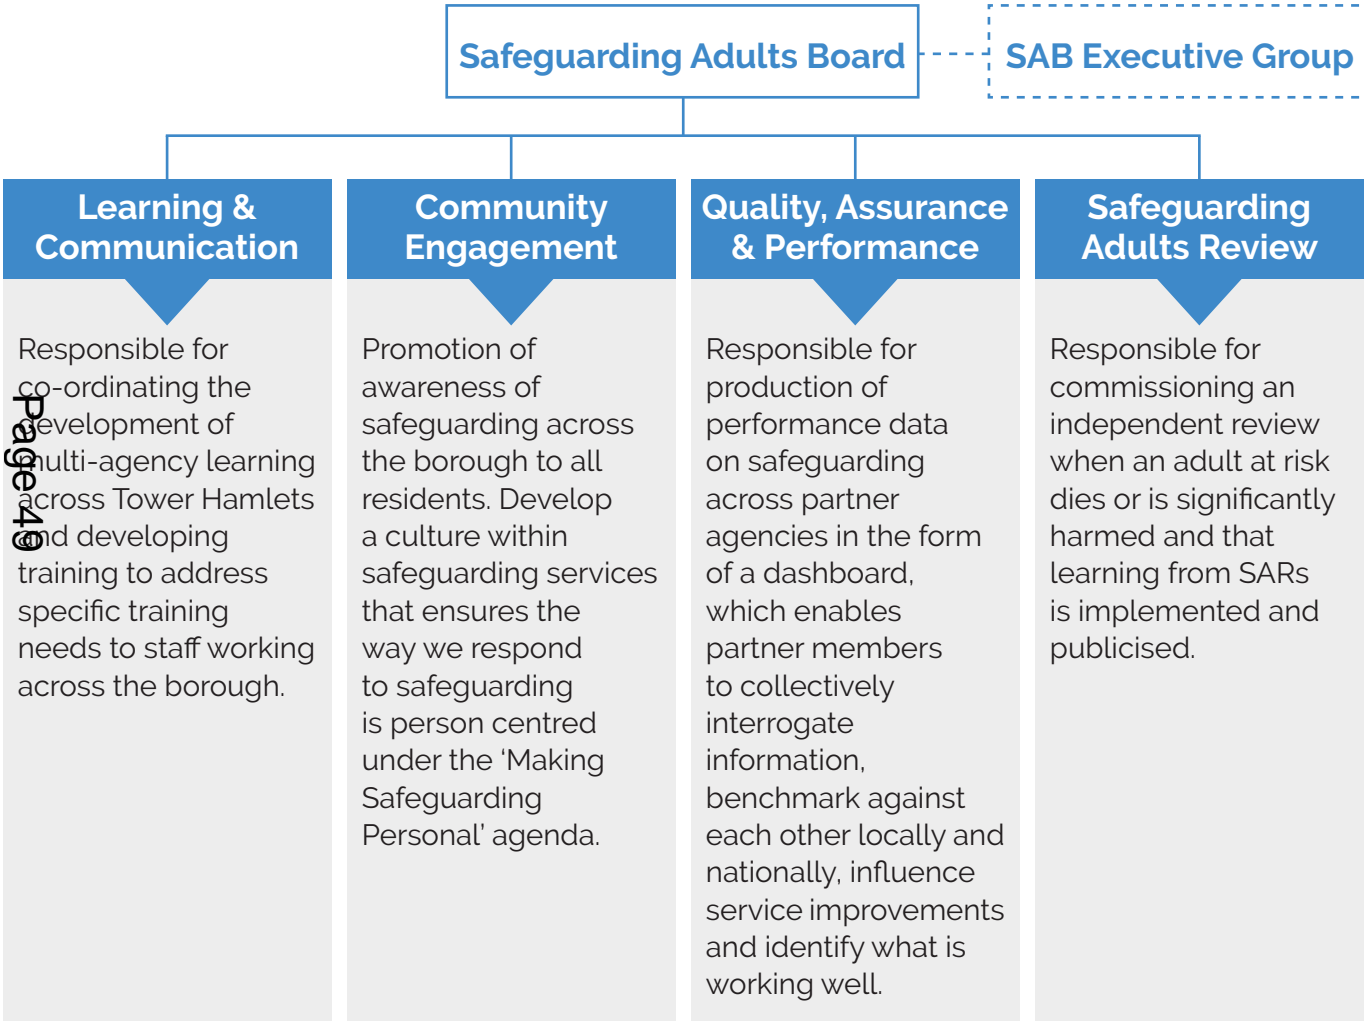 Safeguarding Adults Board
SAB Executive Group
Learning &
Communication
Responsible for
co-ordinating the
development of
multi-agency learning
across Tower Hamlets
and developing
training to address
specific training
needs to staff working
across the borough.
Community
Engagement
Promotion of
awareness of
safeguarding across
the borough to all
residents. Develop
a culture within
safeguarding services
that ensures the
way we respond
to safeguarding
is person centred
under the ‘Making
Safeguarding
Personal’ agenda.
Quality, Assurance
& Performance
Responsible for
production of
performance data
on safeguarding
across partner
agencies in the form
of a dashboard,
which enables
partner members
to collectively
interrogate
information,
benchmark against
each other locally and
nationally, influence
service improvements
and identify what is
working well.
Safeguarding
Adults Review
Responsible for
commissioning an
independent review
when an adult at risk
dies or is significantly
harmed and that
learning from SARs
is implemented and
publicised.
Page 49